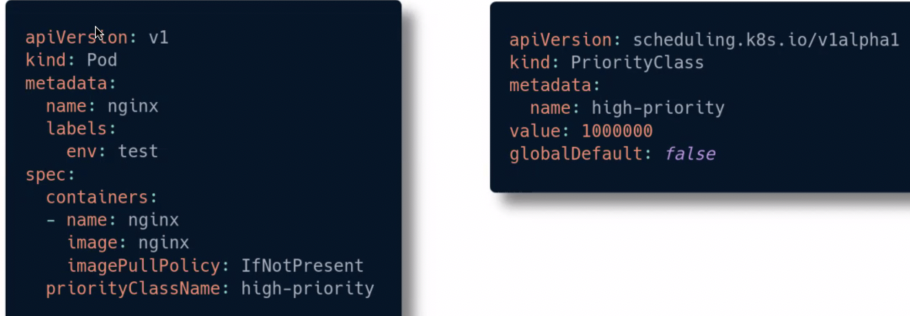 apiVersion: v1
kind: Pod
metadata:
  name: nginx
  labels:
    env: test
spec:
  containers:
  - name: nginx
    image: nginx
    imagePullPolicy: IfNotPresent
  priorityClassName: high-priority
apiVersion: scheduling.k8s.io/v1alpha1
kind: PriorityClass
metadata:
  name: high-priority
value: 1000000
globalDefault: false